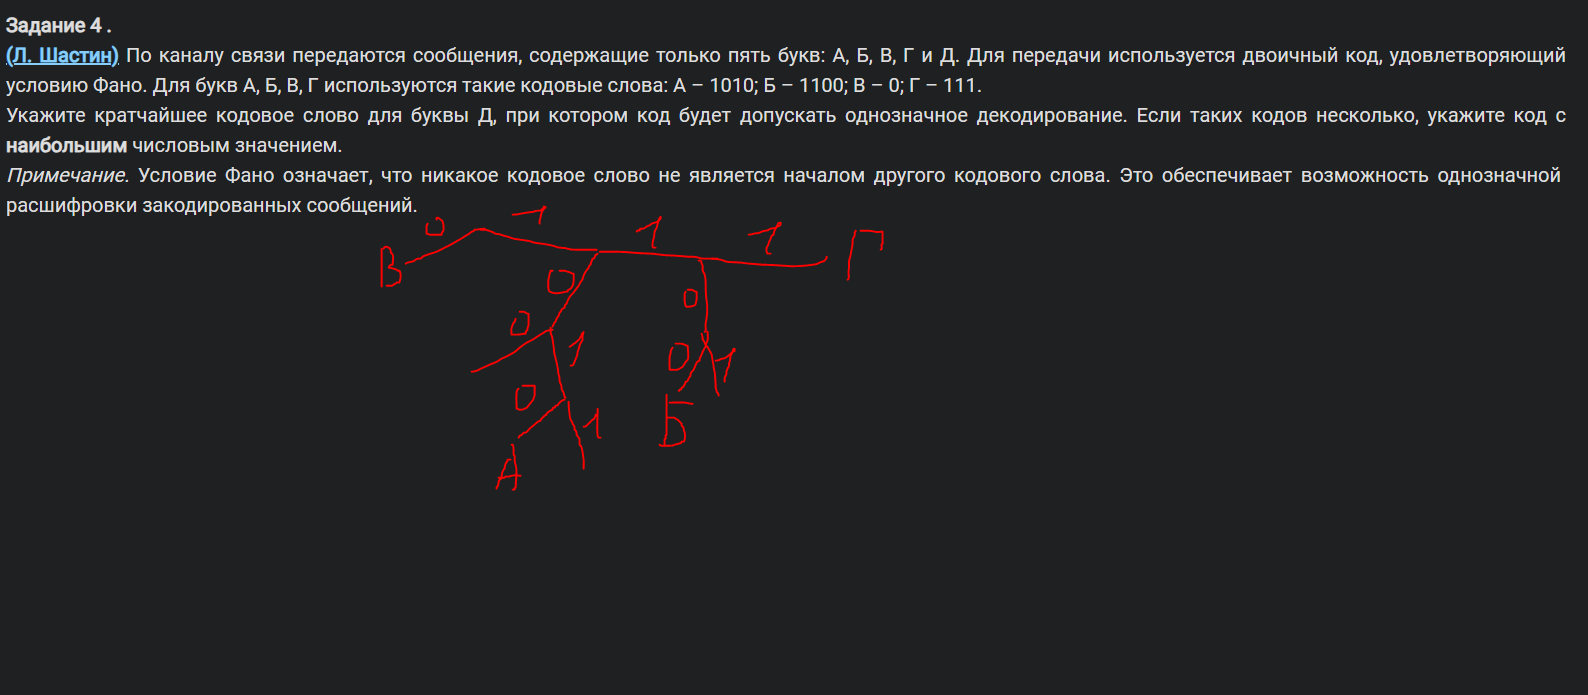 Задание 4 .
(Л. Шастин) По каналу связи передаются сообщения, содержащие только пять букв: А, Б, В, Г и Д. Для передачи используется двоичный код, удовлетворяющий
условию Фано. Для букв А, Б, В, Г используются такие кодовые слова: А – 1010; Б – 1100; В – 0; Г – 111.
Укажите кратчайшее кодовое слово для буквы Д, при котором код будет допускать однозначное декодирование. Если таких кодов несколько, укажите код с
наибольшим числовым значением.
Примечание. Условие Фано означает, что никакое кодовое слово не является началом другого кодового слова. Это обеспечивает возможность однозначной
расшифровки закодированных сообщений.
0 1 1 1
В Г
0 0
0 1 0 1
0 1 Б
А